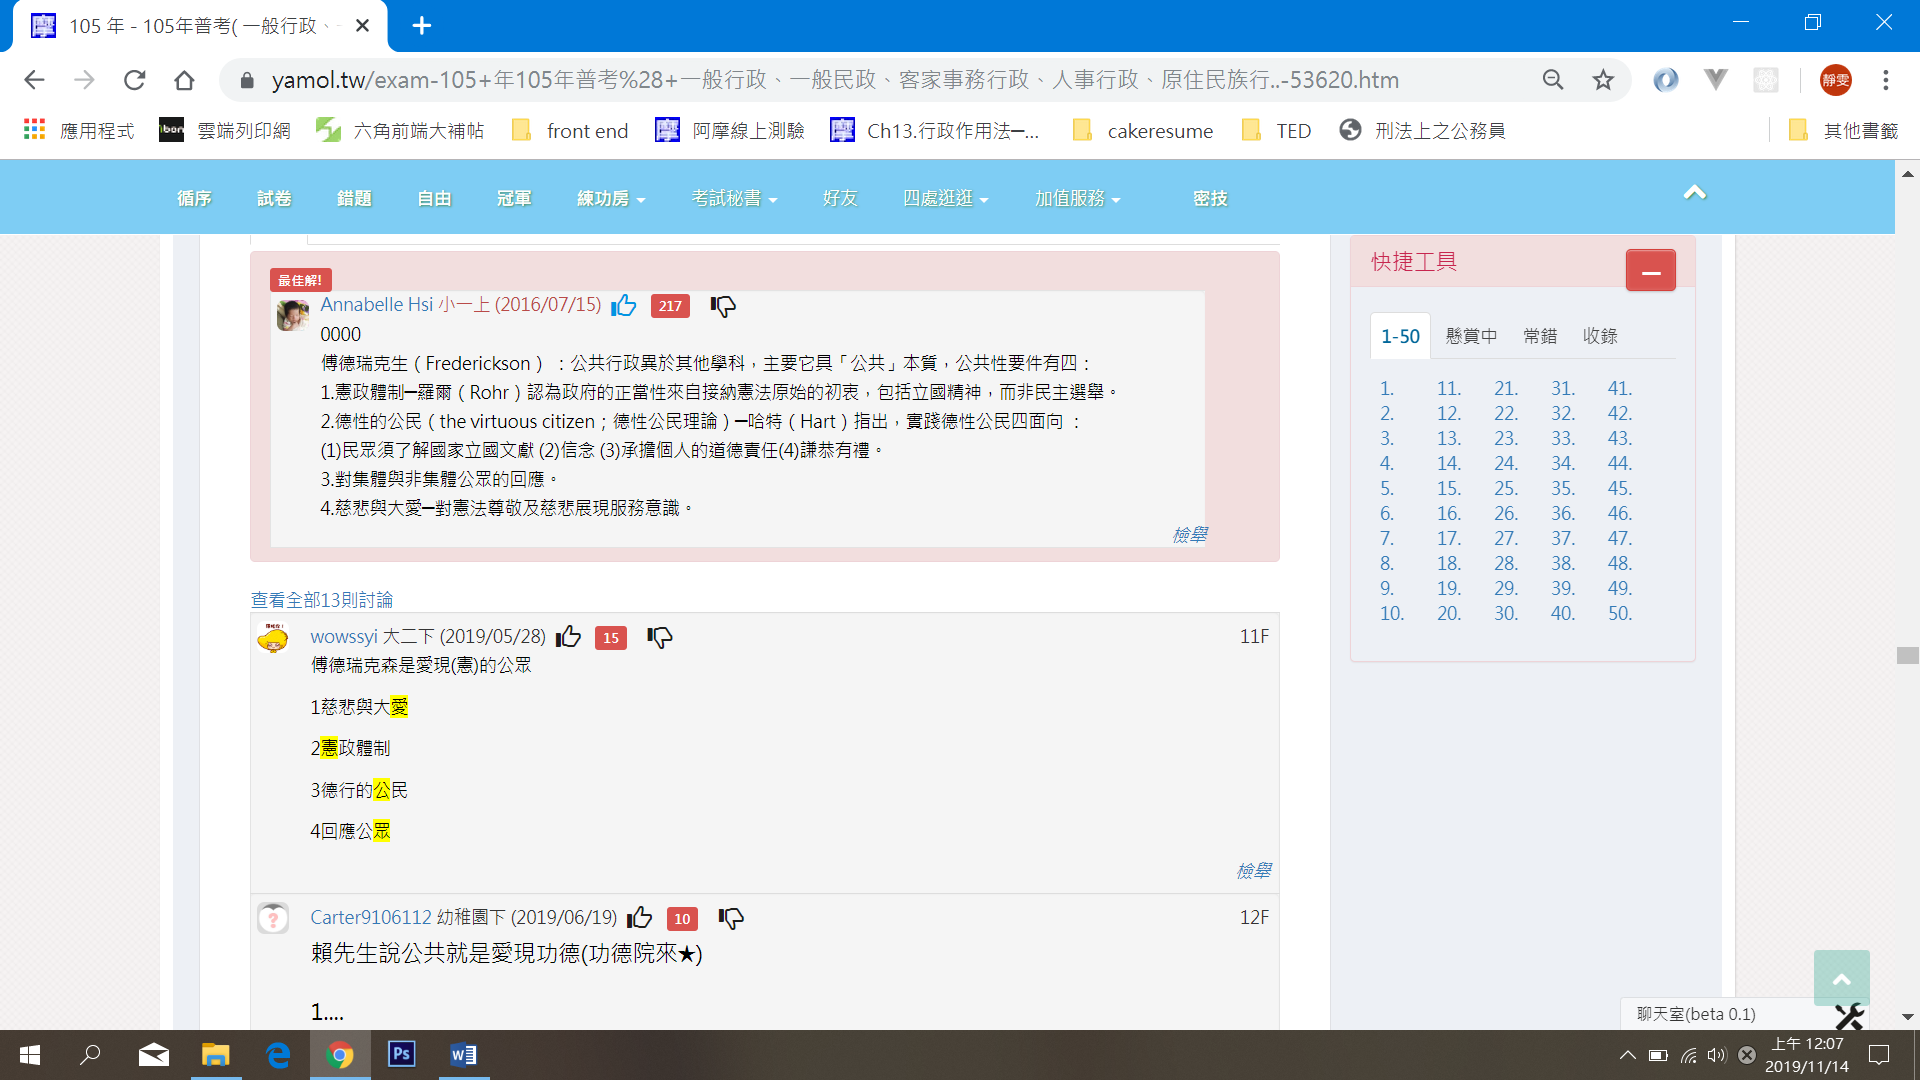 105 年 - 105年普考( 一般行政、
yamol.tw/exam-105+年105年普考%28+一般行政、一般民政、客家事務行政、人事行政、原住民族行..-53620.htm
靜雯
應用程式
ibon
雲端列印網
六角前端大補帖
front end
阿摩線上測驗
Ch13.行政作用法─...
cakeresume
TED
刑法上之公務員
其他書籤
循序
試卷
錯題
自由
冠軍
練功房
考試秘書
好友
四處逛逛
加值服務
密技
最佳解!
Annabelle Hsi 小一上 (2016/07/15) 217
0000
傅德瑞克生（Frederickson）：公共行政異於其他學科，主要它具「公共」本質，公共性要件有四：
1.憲政體制─羅爾（Rohr）認為政府的正當性來自接納憲法原始的初衷，包括立國精神，而非民主選舉。
2.德性的公民（the virtuous citizen；德性公民理論）─哈特（Hart）指出，實踐德性公民四面向 ：
(1)民眾須了解國家立國文獻 (2)信念 (3)承擔個人的道德責任(4)謙恭有禮。
3.對集體與非集體公眾的回應。
4.慈悲與大愛─對憲法尊敬及慈悲展現服務意識。
檢舉
查看全部13則討論
wowssyi 大二下 (2019/05/28) 15
11F
傅德瑞克森是愛現(憲)的公眾
1慈悲與大愛
2憲政體制
3德行的公民
4回應公眾
檢舉
Carter9106112 幼稚園下 (2019/06/19) 10
12F
賴先生說公共就是愛現功德(功德院來★)
1....
快捷工具
1-50 懸賞中 常錯 收錄
1. 11. 21. 31. 41.
2. 12. 22. 32. 42.
3. 13. 23. 33. 43.
4. 14. 24. 34. 44.
5. 15. 25. 35. 45.
6. 16. 26. 36. 46.
7. 17. 27. 37. 47.
8. 18. 28. 38. 48.
9. 19. 29. 39. 49.
10. 20. 30. 40. 50.
聊天室(beta 0.1)
Ps
上午 12:07
2019/11/14